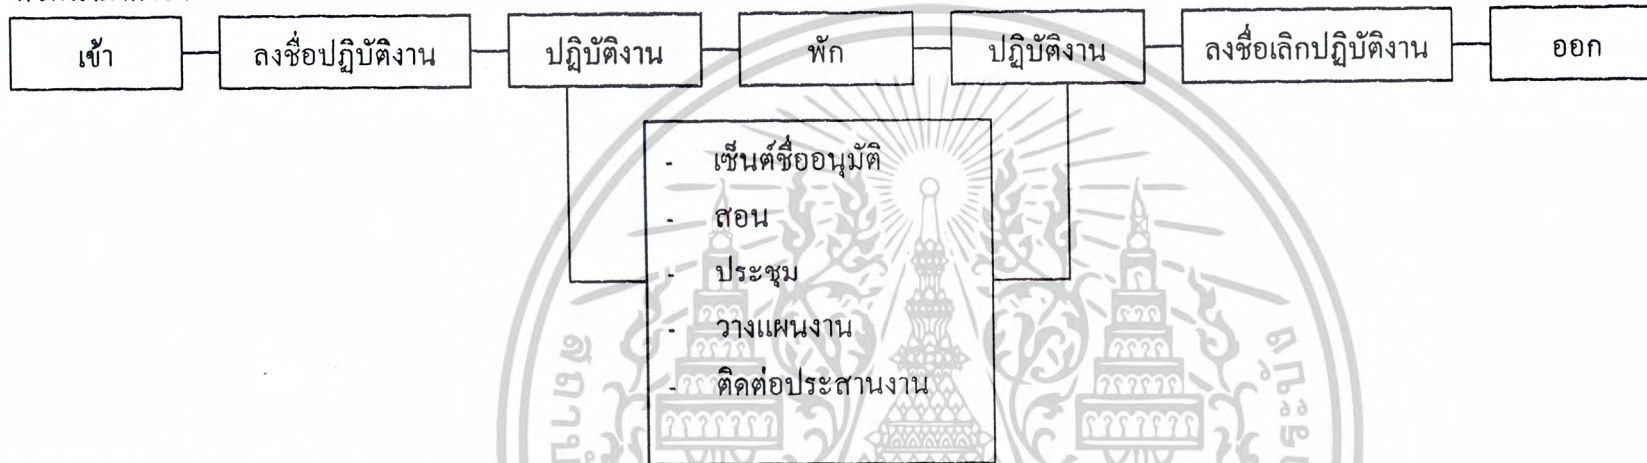 เข้า ลงชื่อปฏิบัติงาน ปฏิบัติงาน พัก ปฏิบัติงาน ลงชื่อเลิกปฏิบัติงาน ออก
- เซ็นต์ชื่ออนุมัติ
- สอน
- ประชุม
- วางแผนงาน
- ติดต่อประสานงาน